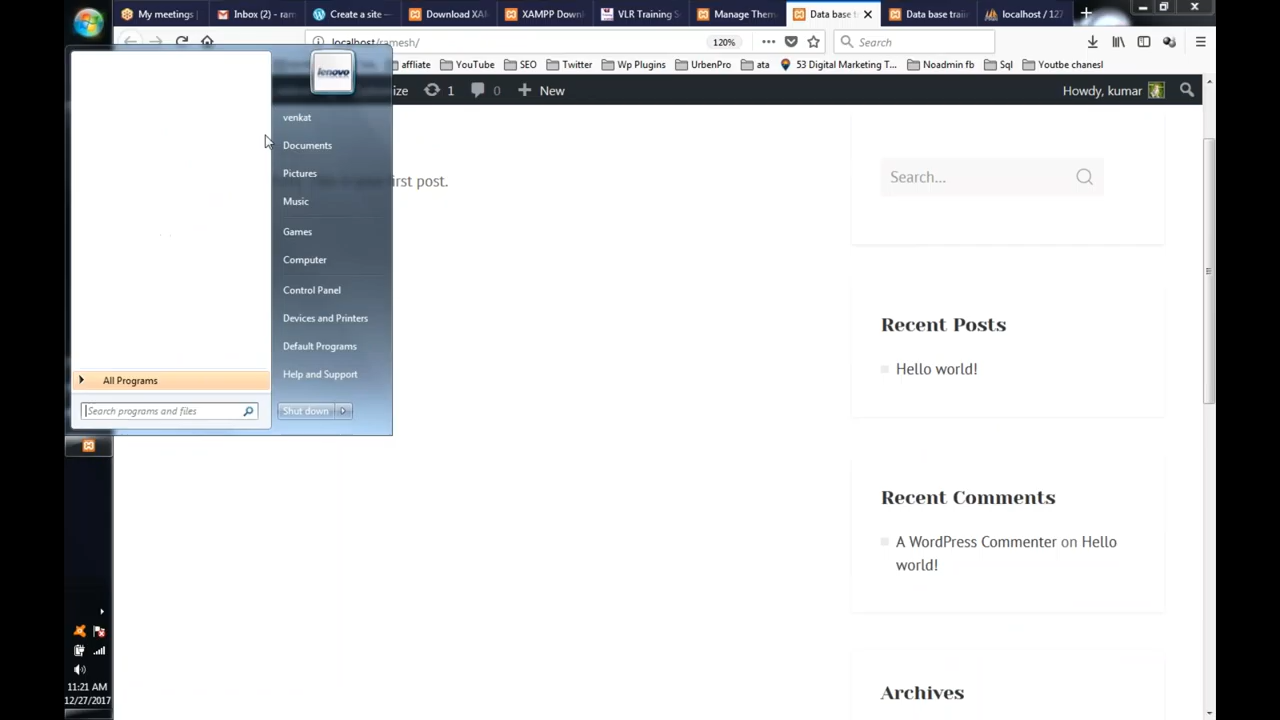 My meetings
Inbox (2) - ram
Create a site —
Download XA
XAMPP Down
VLR Training S
Manage Them
Data base t
Data base trai
localhost / 127
localhost/ramesh/
120%
Search
affliate
YouTube
SEO
Twitter
Wp Plugins
UrbenPro
ata
53 Digital Marketing T...
Noadmin fb
Sql
Youtbe chanesl
ize
1
0
New
Howdy, kumar
lenovo
venkat
Documents
Pictures
Music
Games
Computer
Control Panel
Devices and Printers
Default Programs
Help and Support
Shut down
All Programs
Search programs and files
irst post.
Search...
Recent Posts
Hello world!
Recent Comments
A WordPress Commenter on Hello
world!
Archives
11:21 AM
12/27/2017